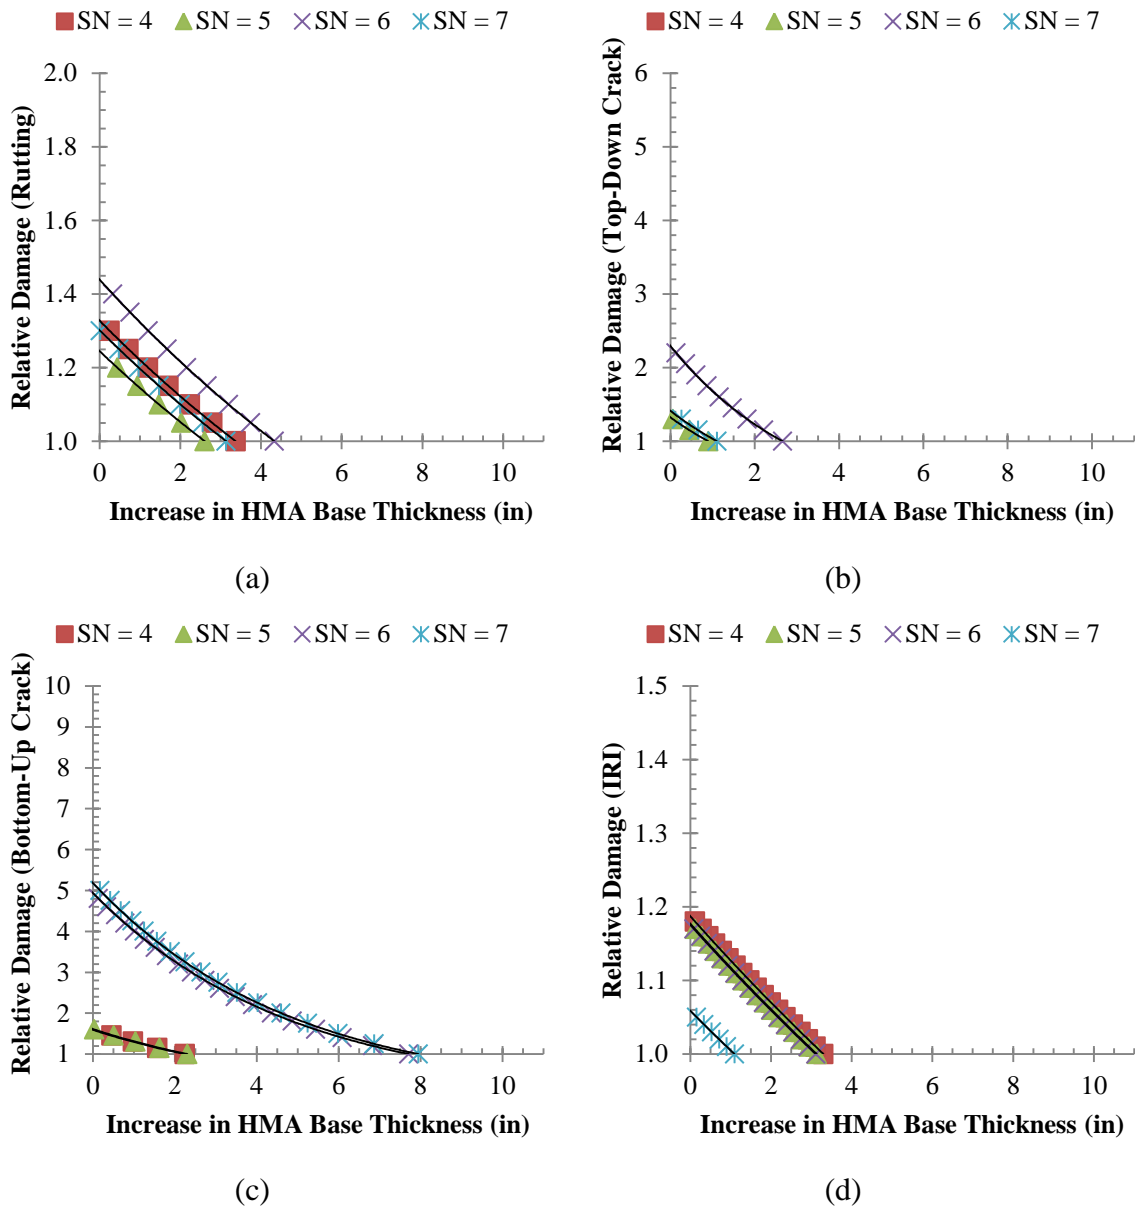 SN = 4 SN = 5 SN = 6 SN = 7
Relative Damage (Rutting)
2.0
1.8
1.6
1.4
1.2
1.0
0 2 4 6 8 10
Increase in HMA Base Thickness (in)
(a)
SN = 4 SN = 5 SN = 6 SN = 7
Relative Damage (Top-Down Crack)
6
5
4
3
2
1
0 2 4 6 8 10
Increase in HMA Base Thickness (in)
(b)
SN = 4 SN = 5 SN = 6 SN = 7
Relative Damage (Bottom-Up Crack)
10
9
8
7
6
5
4
3
2
1
0 2 4 6 8 10
Increase in HMA Base Thickness (in)
(c)
SN = 4 SN = 5 SN = 6 SN = 7
Relative Damage (IRI)
1.5
1.4
1.3
1.2
1.1
1.0
0 2 4 6 8 10
Increase in HMA Base Thickness (in)
(d)